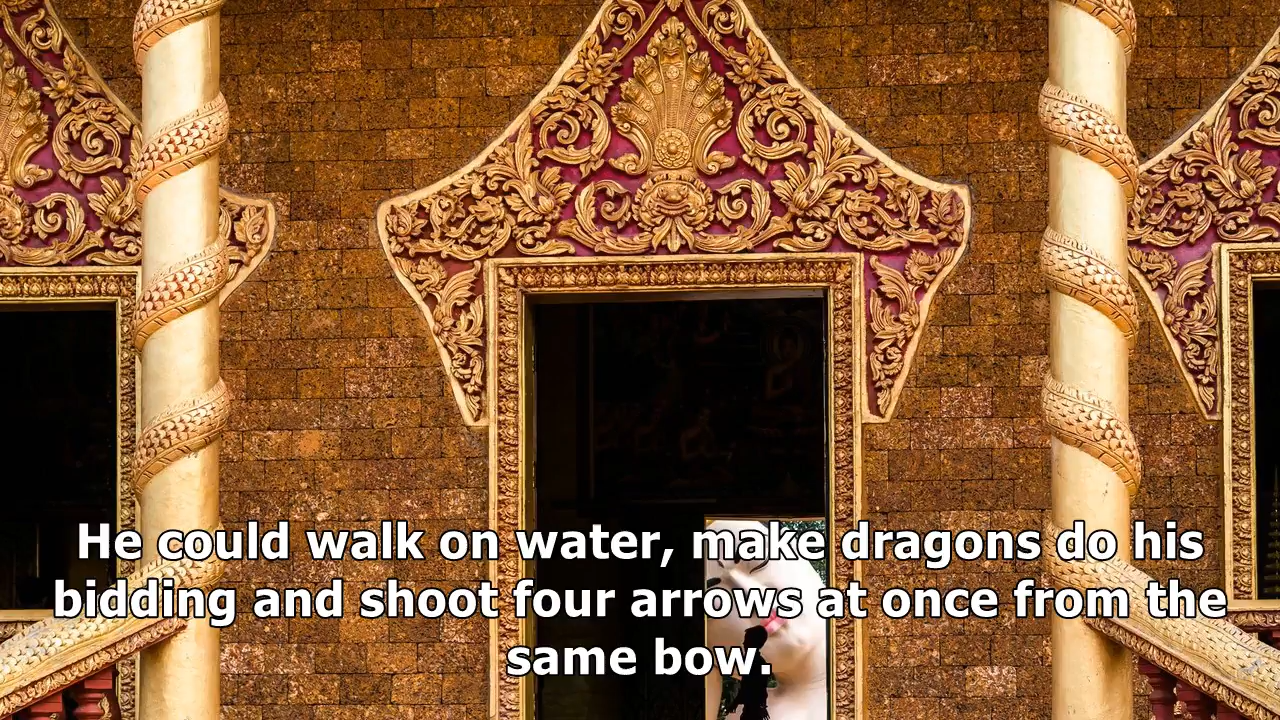 He could walk on water, make dragons do his
bidding and shoot four arrows at once from the
same bow.